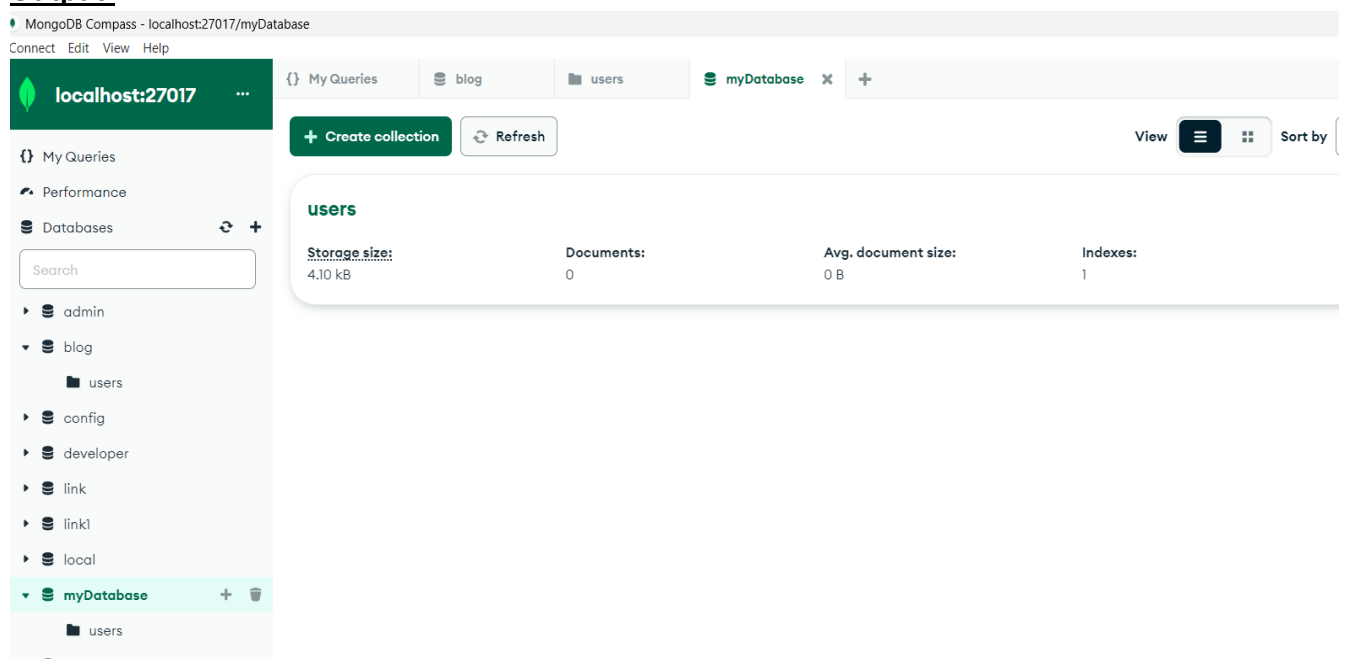 MongoDB Compass - localhost:27017/myDatabase
Connect Edit View Help
localhost:27017 ...
{} My Queries
Performance
Databases
Search
admin
blog
users
config
developer
link
link1
local
myDatabase
users
{} My Queries blog users myDatabase
+ Create collection Refresh View Sort by
users
Storage size: Documents: Avg. document size: Indexes:
4.10 kB 0 0 B 1